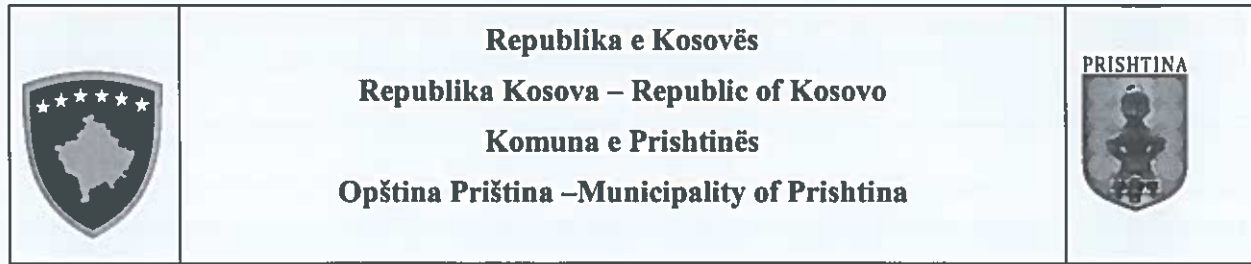 Republika e Kosovës
Republika Kosova – Republic of Kosovo
Komuna e Prishtinës
Opština Priština –Municipality of Prishtina
PRISHTINA